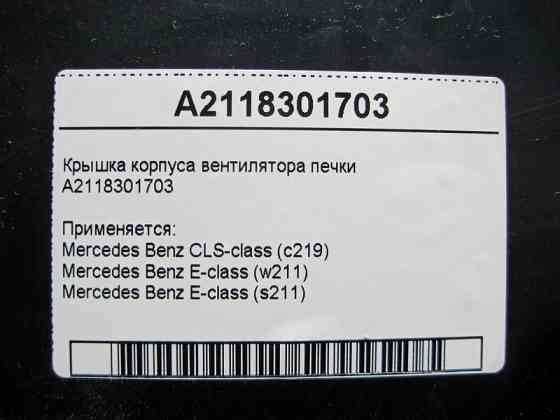 A2118301703
Крышка корпуса вентилятора печки
A2118301703
Применяется:
Mercedes Benz CLS-class (c219)
Mercedes Benz E-class (w211)
Mercedes Benz E-class (s211)